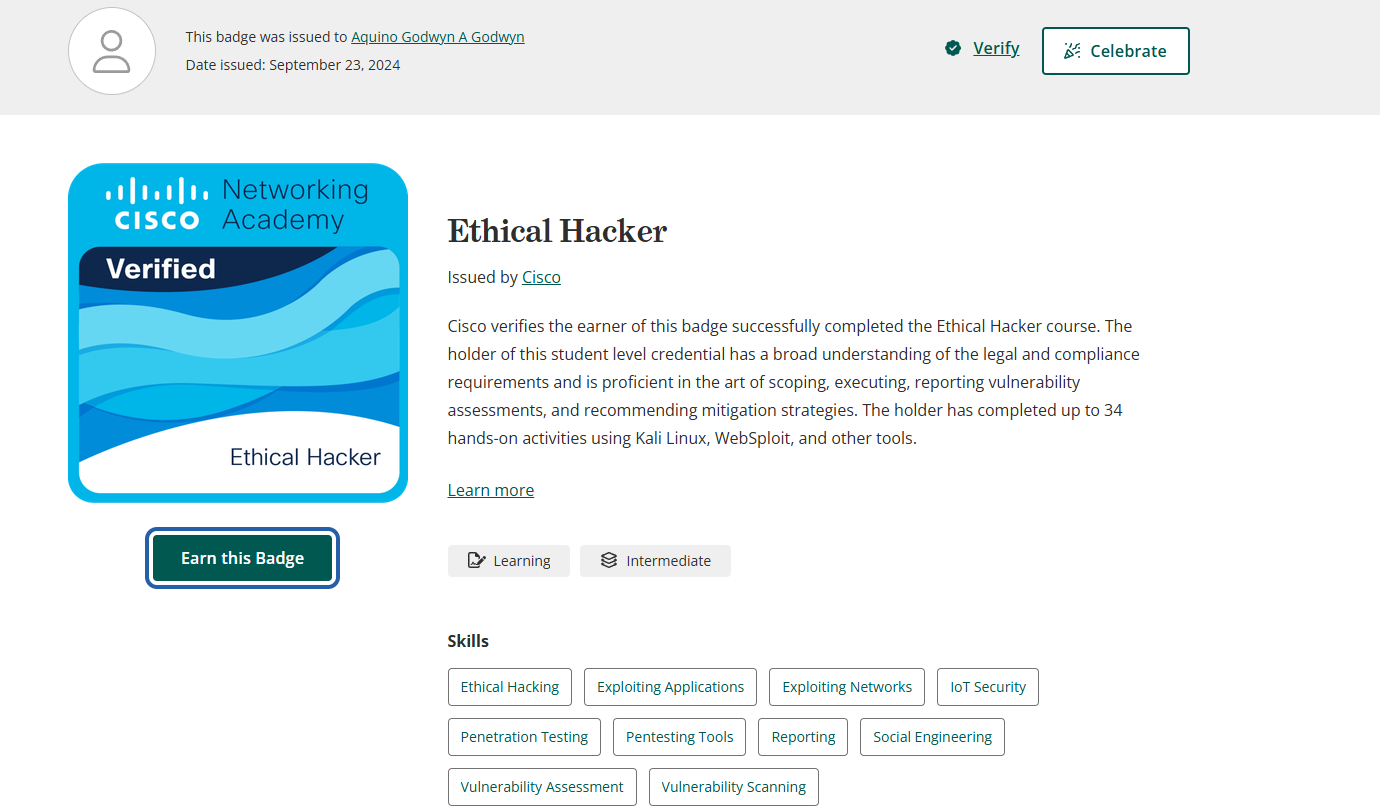 This badge was issued to Aquino Godwyn A Godwyn
Date issued: September 23, 2024
Verify
Celebrate
CISCO
Networking
Academy
Verified
Ethical Hacker
Earn this Badge
Ethical Hacker
Issued by Cisco
Cisco verifies the earner of this badge successfully completed the Ethical Hacker course. The
holder of this student level credential has a broad understanding of the legal and compliance
requirements and is proficient in the art of scoping, executing, reporting vulnerability
assessments, and recommending mitigation strategies. The holder has completed up to 34
hands-on activities using Kali Linux, WebSploit, and other tools.
Learn more
Learning
Intermediate
Skills
Ethical Hacking
Exploiting Applications
Exploiting Networks
IoT Security
Penetration Testing
Pentesting Tools
Reporting
Social Engineering
Vulnerability Assessment
Vulnerability Scanning